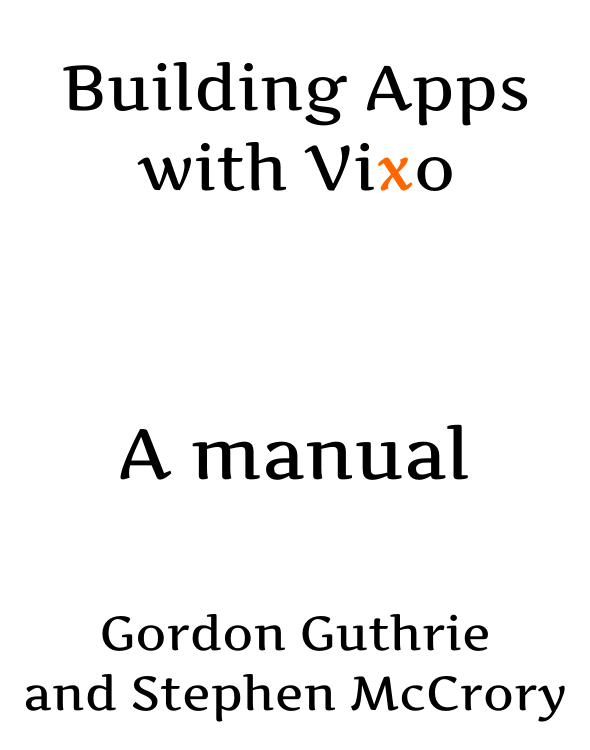 Building Apps
with Vixo
A manual
Gordon Guthrie
and Stephen McCrory